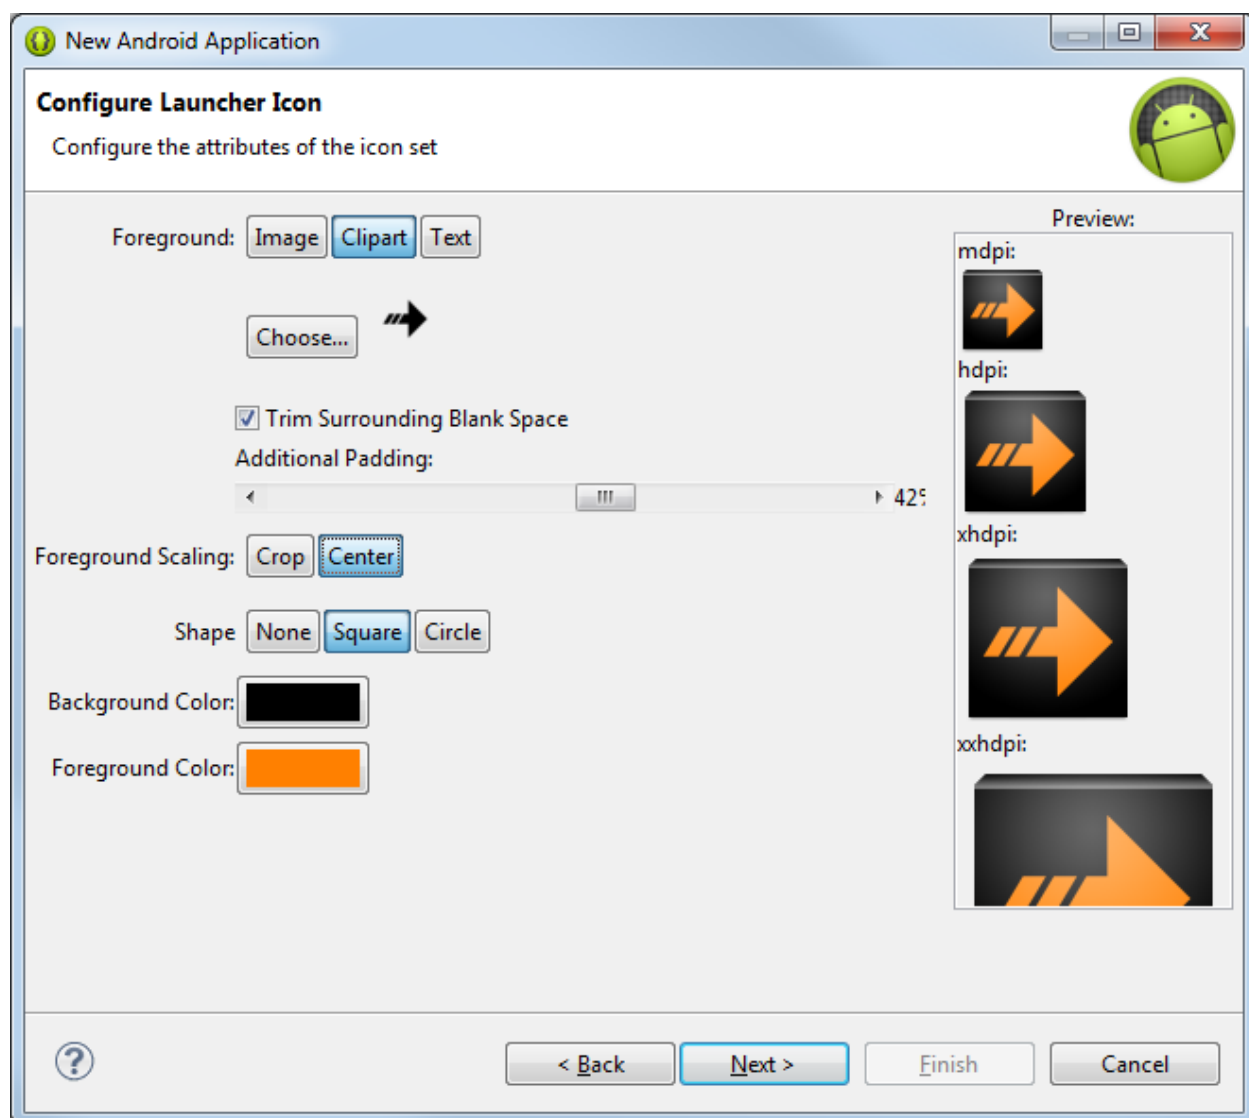 New Android Application
Configure Launcher Icon
Configure the attributes of the icon set
Foreground: Image Clipart Text
Choose...
Trim Surrounding Blank Space
Additional Padding:
42%
Foreground Scaling: Crop Center
Shape None Square Circle
Background Color:
Foreground Color:
Preview:
mdpi:
hdpi:
xhdpi:
xxhdpi:
< Back Next > Finish Cancel